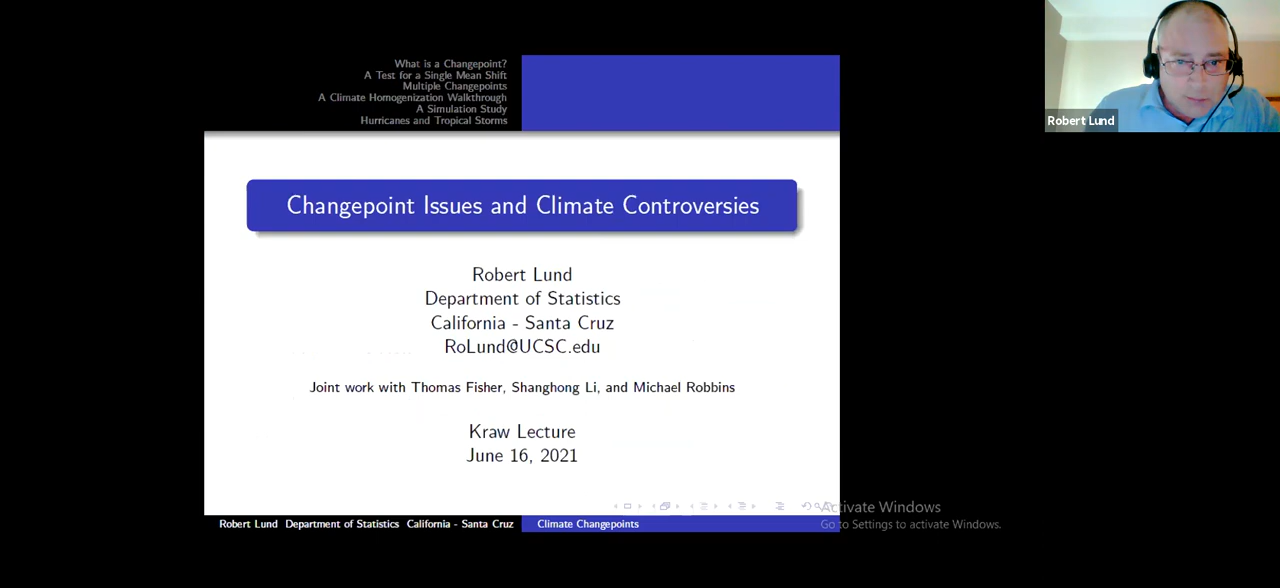 What is a Changepoint?
A Test for a Single Mean Shift
Multiple Changepoints
A Climate Homogenization Walkthrough
A Simulation Study
Hurricanes and Tropical Storms
Robert Lund
Changepoint Issues and Climate Controversies
Robert Lund
Department of Statistics
California - Santa Cruz
RoLund@UCSC.edu
Joint work with Thomas Fisher, Shanghong Li, and Michael Robbins
Kraw Lecture
June 16, 2021
Activate Windows
Go to Settings to activate Windows.
Robert Lund Department of Statistics California - Santa Cruz Climate Changepoints